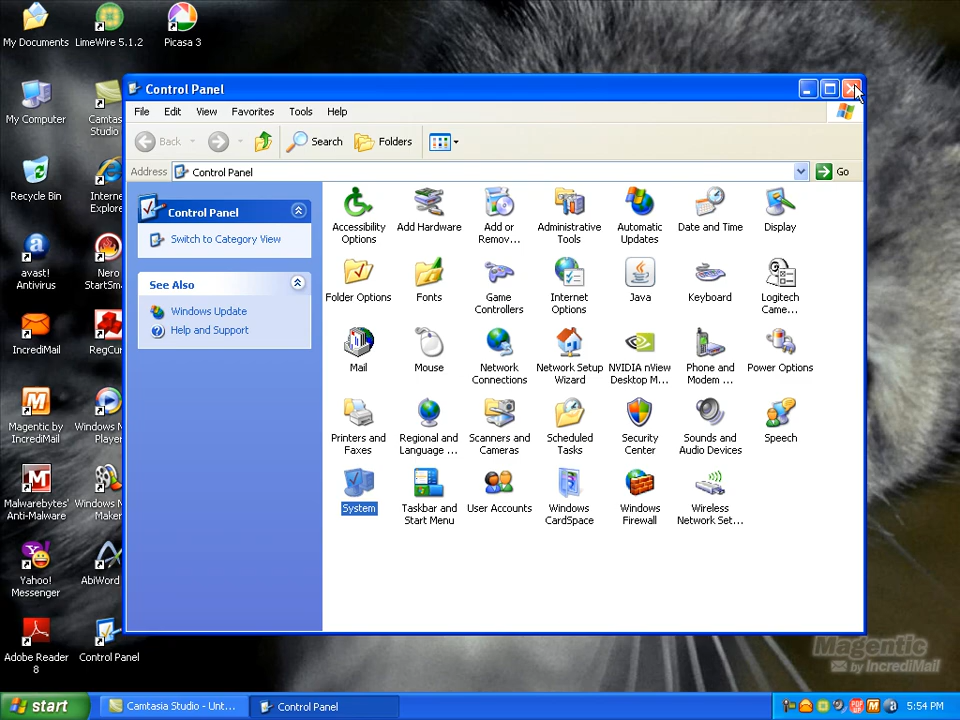 My Documents
LimeWire 5.1.2
Picasa 3
My Computer
Camtas
Studio
Recycle Bin
Interne
Explore
avast!
Antivirus
Nero
StartSma
IncrediMail
RegCur
Magentic by
IncrediMail
Windows M
Player
Malwarebytes'
Anti-Malware
Windows M
Maker
Yahoo!
Messenger
AbiWord
Adobe Reader
8
Control Panel
Control Panel
File
Edit
View
Favorites
Tools
Help
Back
Search
Folders
Address
Control Panel
Go
Control Panel
Switch to Category View
See Also
Windows Update
Help and Support
Accessibility
Options
Add Hardware
Add or
Remov...
Administrative
Tools
Automatic
Updates
Date and Time
Display
Folder Options
Fonts
Game
Controllers
Internet
Options
Java
Keyboard
Logitech
Came...
Mail
Mouse
Network
Connections
Network Setup
Wizard
NVIDIA nView
Desktop M...
Phone and
Modem ...
Power Options
Printers and
Faxes
Regional and
Language ...
Scanners and
Cameras
Scheduled
Tasks
Security
Center
Sounds and
Audio Devices
Speech
System
Taskbar and
Start Menu
User Accounts
Windows
CardSpace
Windows
Firewall
Wireless
Network Set...
Magentic
by IncrediMail
start
Camtasia Studio - Unt...
Control Panel
5:54 PM